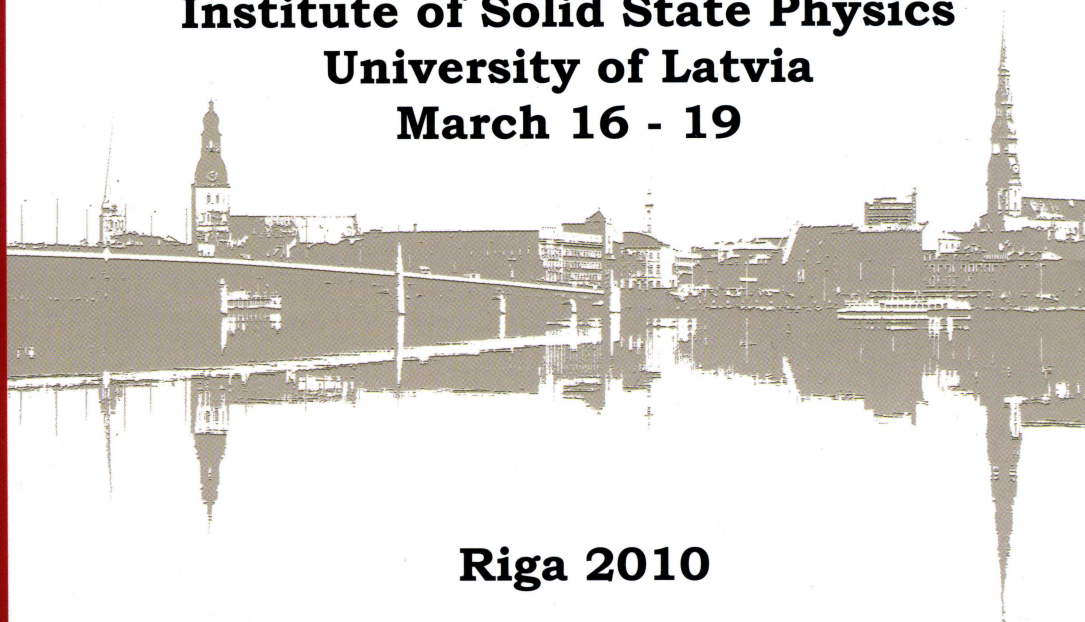 Institute of Solid State Physics
University of Latvia
March 16 - 19
Riga 2010